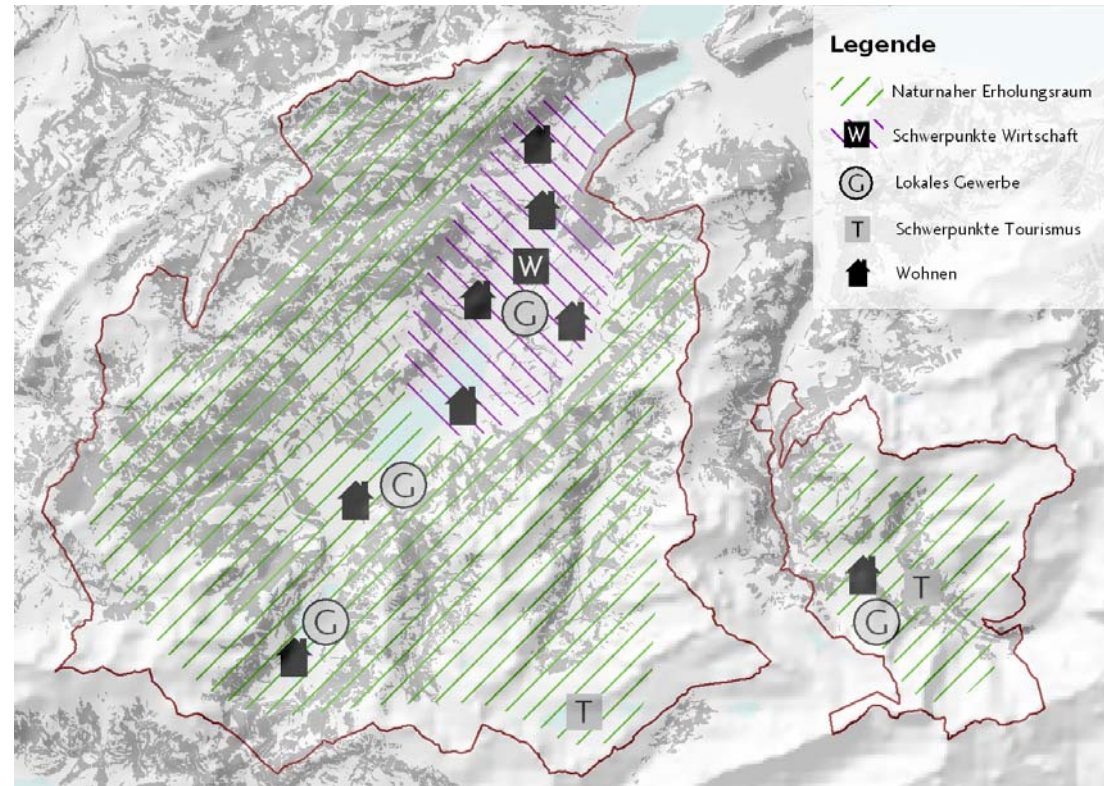 Legende
Naturnaher Erholungsraum
W Schwerpunkte Wirtschaft
G Lokales Gewerbe
T Schwerpunkte Tourismus
Wohnen
W
G
G
T
G
G
T